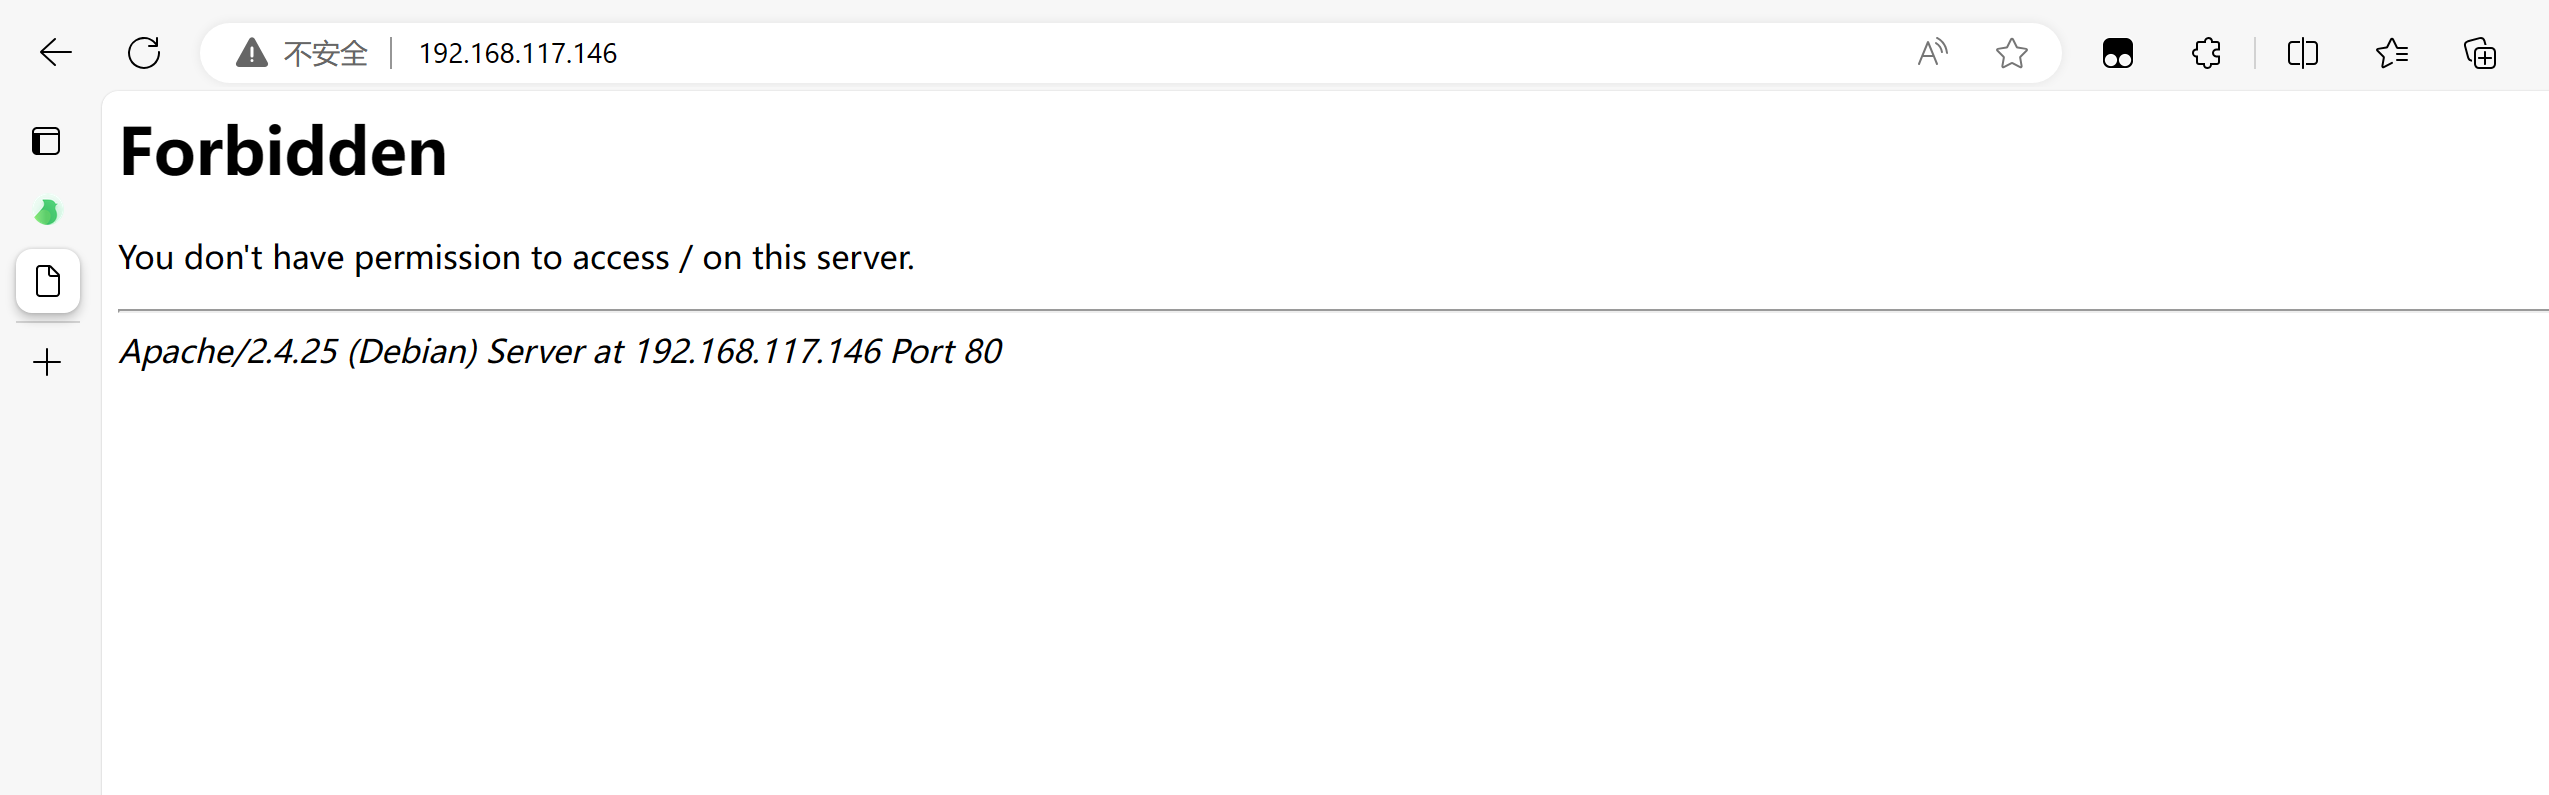 不安全 192.168.117.146
Forbidden
You don't have permission to access / on this server.
Apache/2.4.25 (Debian) Server at 192.168.117.146 Port 80